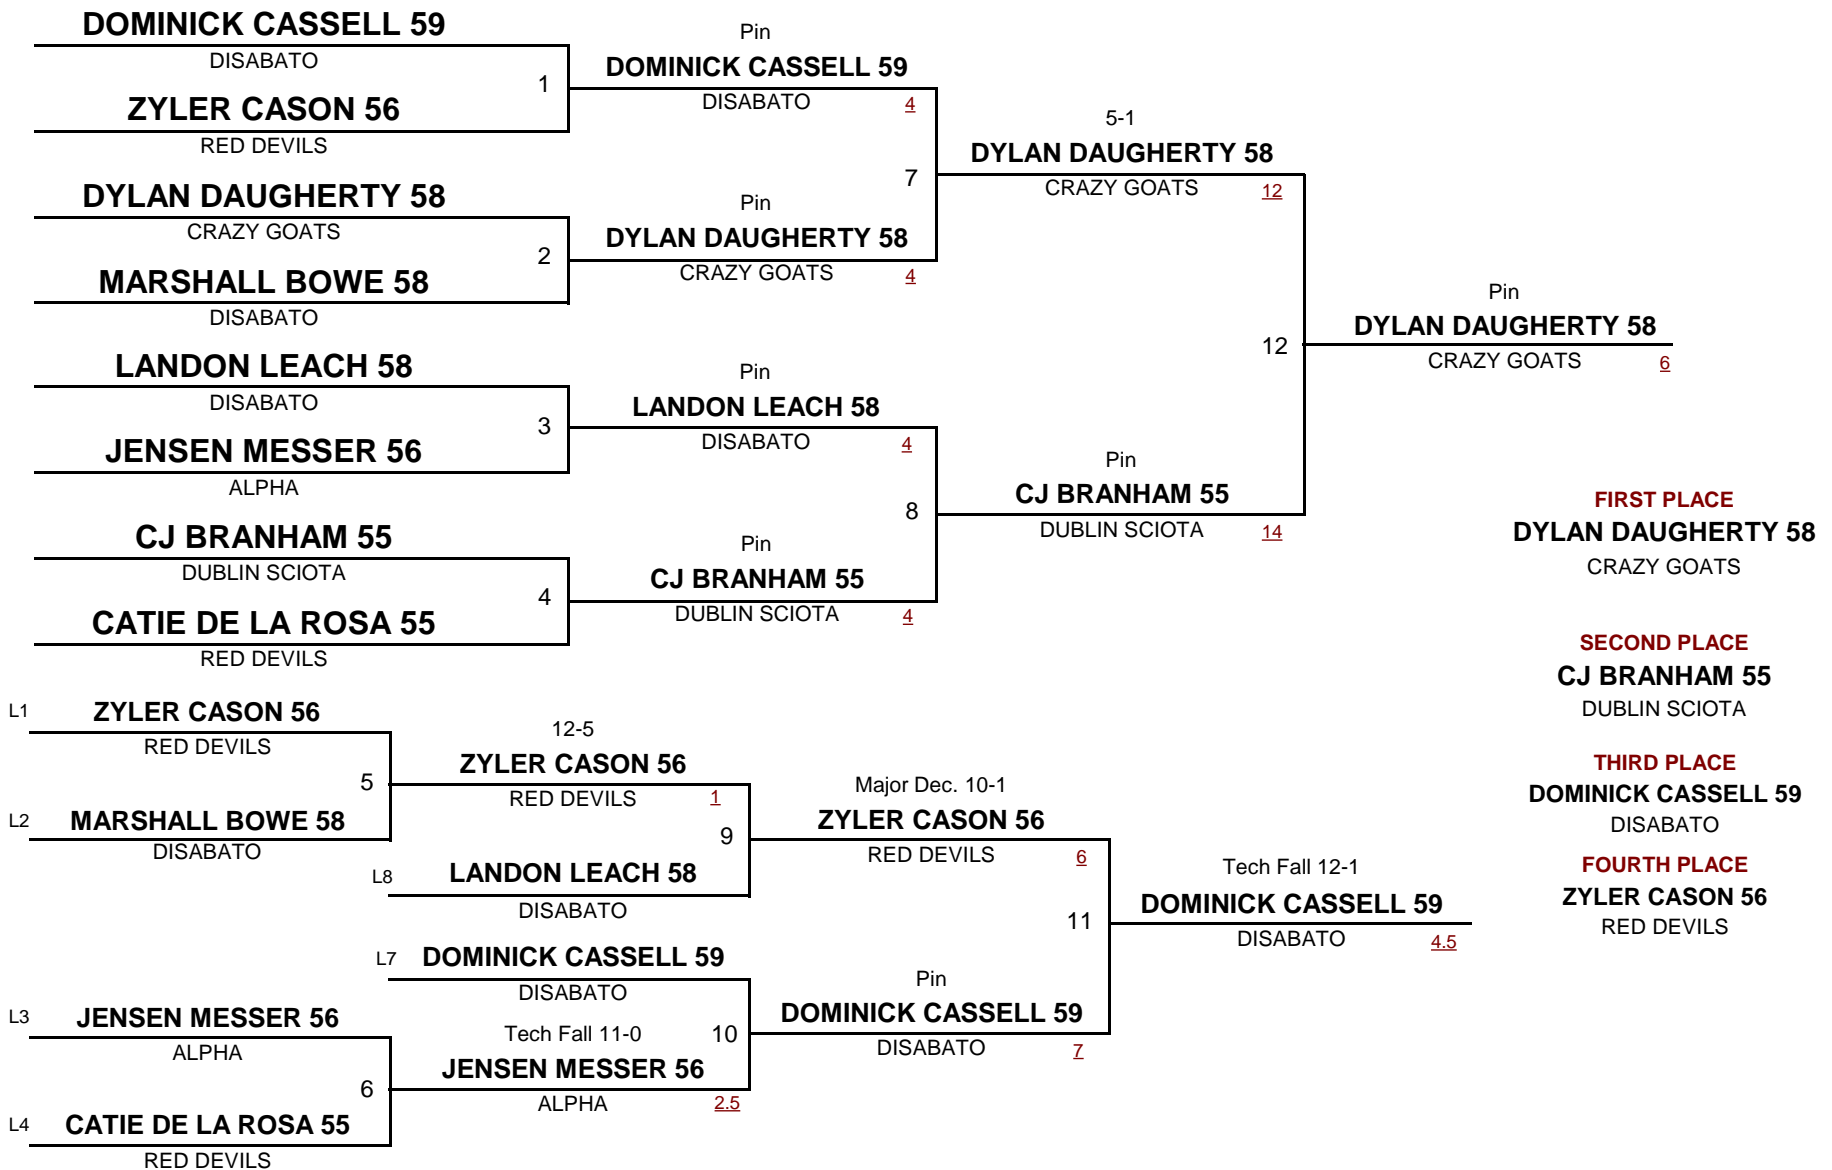 DOMINICK CASSELL 59
DISABATO
1
ZYLER CASON 56
RED DEVILS
DYLAN DAUGHERTY 58
CRAZY GOATS
2
MARSHALL BOWE 58
DISABATO
LANDON LEACH 58
DISABATO
3
JENSEN MESSER 56
ALPHA
CJ BRANHAM 55
DUBLIN SCIOTA
4
CATIE DE LA ROSA 55
RED DEVILS
Pin
DOMINICK CASSELL 59
DISABATO 4
7
Pin
DYLAN DAUGHERTY 58
CRAZY GOATS 4
Pin
LANDON LEACH 58
DISABATO 4
8
Pin
CJ BRANHAM 55
DUBLIN SCIOTA 4
5-1
DYLAN DAUGHERTY 58
CRAZY GOATS 12
12
Pin
CJ BRANHAM 55
DUBLIN SCIOTA 14
Pin
DYLAN DAUGHERTY 58
CRAZY GOATS 6
FIRST PLACE
DYLAN DAUGHERTY 58
CRAZY GOATS
SECOND PLACE
CJ BRANHAM 55
DUBLIN SCIOTA
THIRD PLACE
DOMINICK CASSELL 59
DISABATO
FOURTH PLACE
ZYLER CASON 56
RED DEVILS
L1 ZYLER CASON 56
RED DEVILS
5
L2 MARSHALL BOWE 58
DISABATO
12-5
ZYLER CASON 56
RED DEVILS 1
9
L8 LANDON LEACH 58
DISABATO
L7 DOMINICK CASSELL 59
DISABATO
L3 JENSEN MESSER 56
ALPHA
6
L4 CATIE DE LA ROSA 55
RED DEVILS
Tech Fall 11-0 10
JENSEN MESSER 56
ALPHA 2.5
Major Dec. 10-1
ZYLER CASON 56
RED DEVILS 6
11
Pin
DOMINICK CASSELL 59
DISABATO 7
Tech Fall 12-1
DOMINICK CASSELL 59
DISABATO 4.5